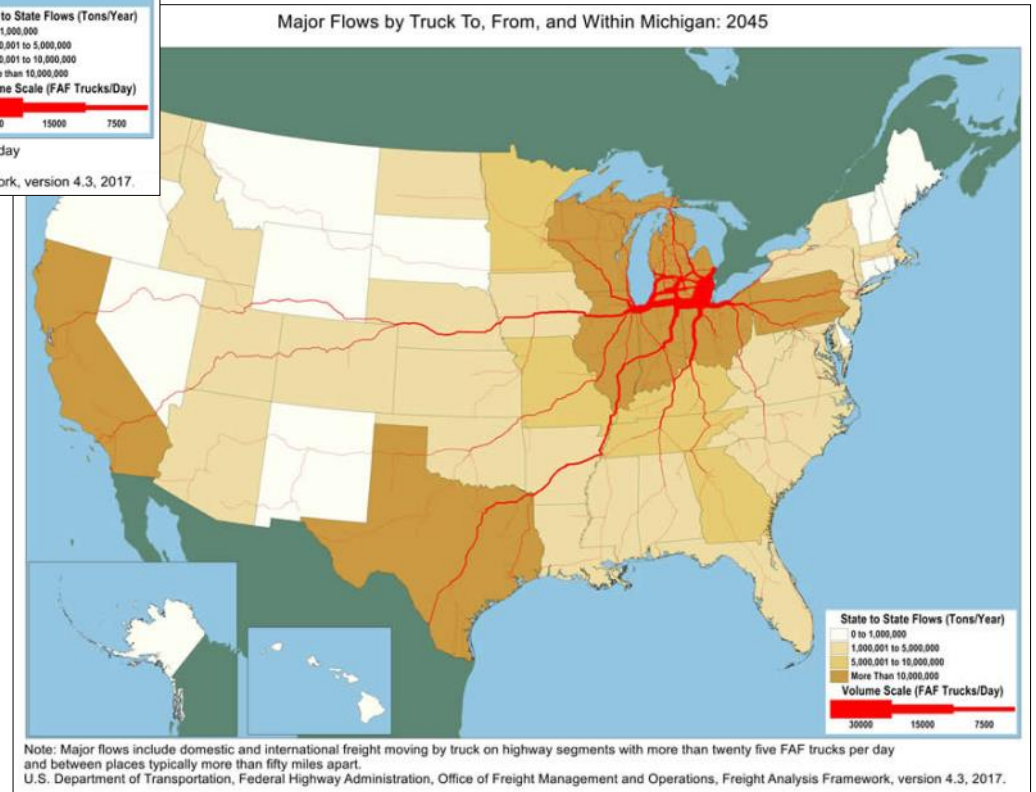 to State Flows (Tons/Year)
1,000,000
to 5,000,000
to 10,000,000
than 10,000,000
Scale (FAF Trucks/Day)
15000 7500
day
version 4.3, 2017.
Major Flows by Truck To, From, and Within Michigan: 2045
State to State Flows (Tons/Year)
0 to 1,000,000
1,000,001 to 5,000,000
5,000,001 to 10,000,000
More Than 10,000,000
Volume Scale (FAF Trucks/Day)
30000 15000 7500
Note: Major flows include domestic and international freight moving by truck on highway segments with more than twenty five FAF trucks per day
and between places typically more than fifty miles apart.
U.S. Department of Transportation, Federal Highway Administration, Office of Freight Management and Operations, Freight Analysis Framework, version 4.3, 2017.